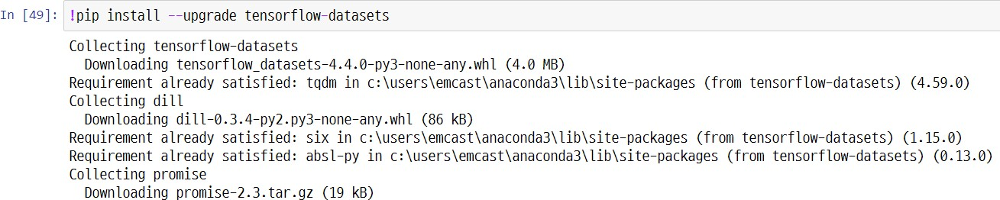 In [49]: !pip install --upgrade tensorflow-datasets
Collecting tensorflow-datasets
  Downloading tensorflow_datasets-4.4.0-py3-none-any.whl (4.0 MB)
Requirement already satisfied: tqdm in c:\users\emcast\anaconda3\lib\site-packages (from tensorflow-datasets) (4.59.0)
Collecting dill
  Downloading dill-0.3.4-py2.py3-none-any.whl (86 kB)
Requirement already satisfied: six in c:\users\emcast\anaconda3\lib\site-packages (from tensorflow-datasets) (1.15.0)
Requirement already satisfied: absl-py in c:\users\emcast\anaconda3\lib\site-packages (from tensorflow-datasets) (0.13.0)
Collecting promise
  Downloading promise-2.3.tar.gz (19 kB)